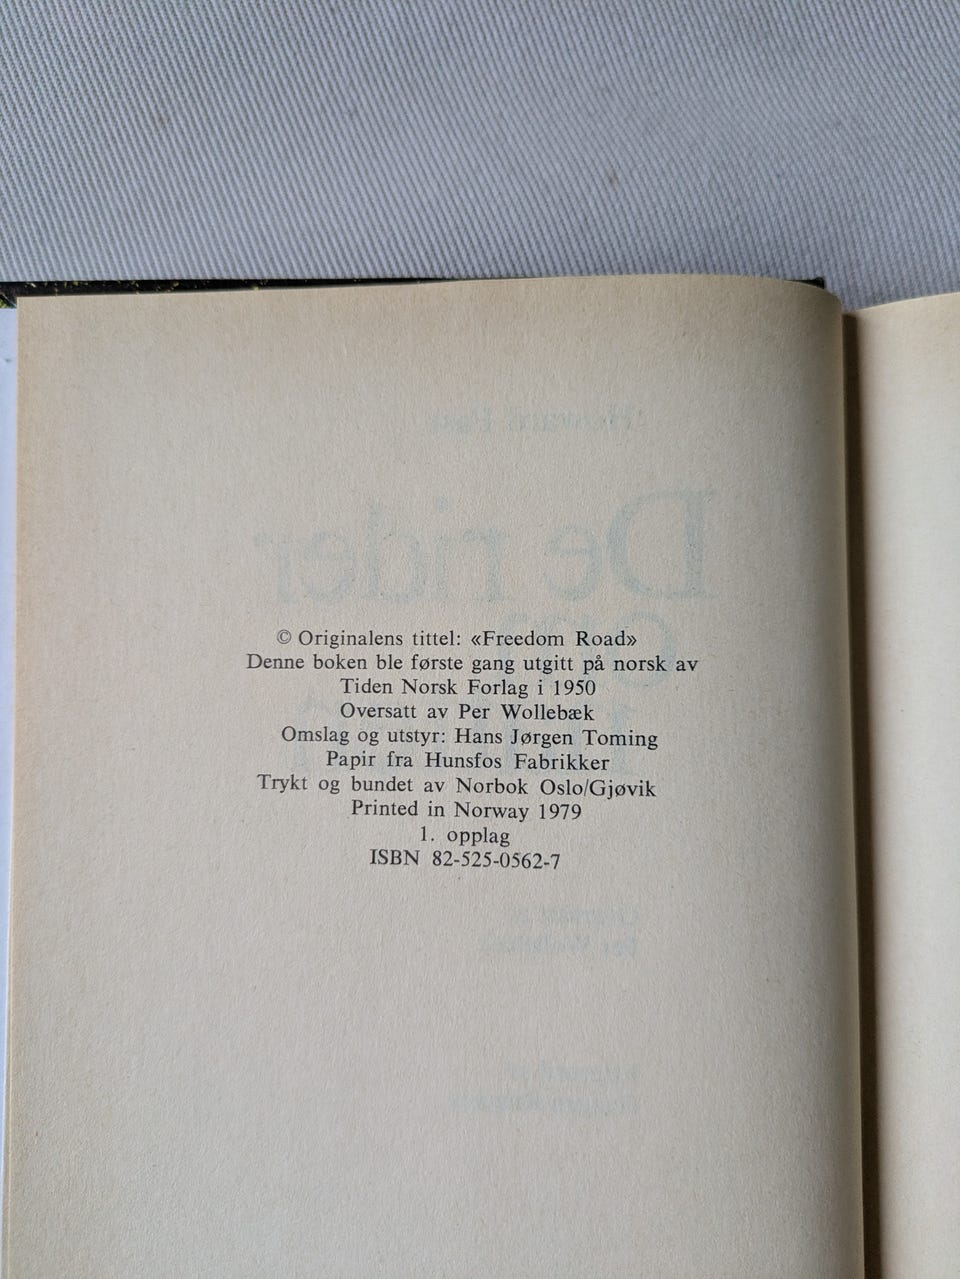 © Originalens tittel: «Freedom Road»
Denne boken ble første gang utgitt på norsk av
Tiden Norsk Forlag i 1950
Oversatt av Per Wollebæk
Omslag og utstyr: Hans Jørgen Toming
Papir fra Hunsfos Fabrikker
Trykt og bundet av Norbok Oslo/Gjøvik
Printed in Norway 1979
1. opplag
ISBN 82-525-0562-7